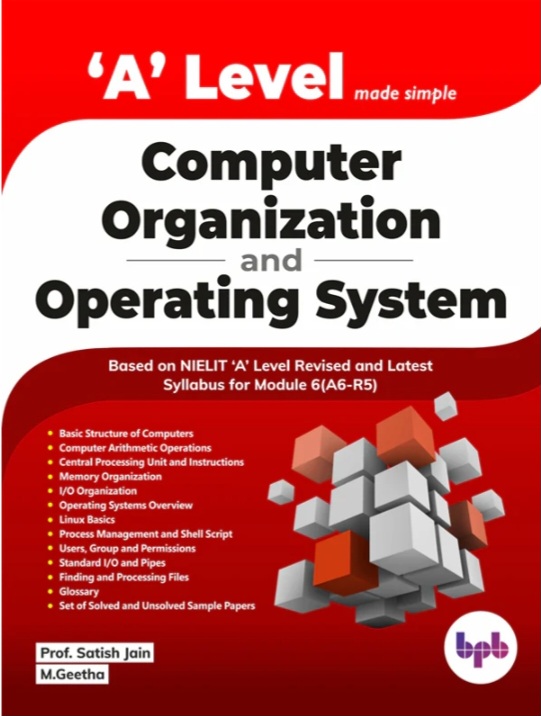 ‘A’ Level made simple
Computer
Organization
and
Operating System
Based on NIELIT ‘A’ Level Revised and Latest
Syllabus for Module 6(A6-R5)
• Basic Structure of Computers
• Computer Arithmetic Operations
• Central Processing Unit and Instructions
• Memory Organization
• I/O Organization
• Operating Systems Overview
• Linux Basics
• Process Management and Shell Script
• Users, Group and Permissions
• Standard I/O and Pipes
• Finding and Processing Files
• Glossary
• Set of Solved and Unsolved Sample Papers
Prof. Satish Jain
M.Geetha
bpb